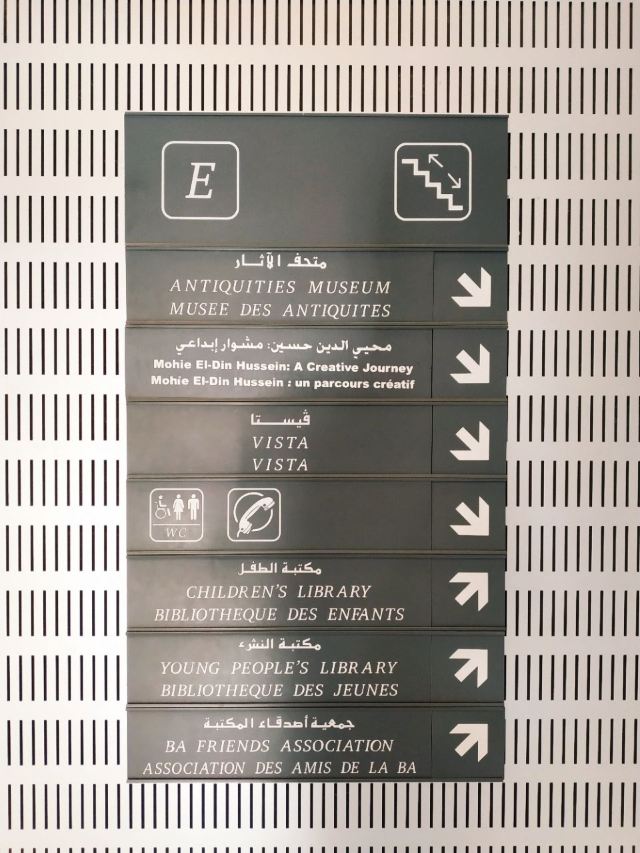 E
متحف الآثار
ANTIQUITIES MUSEUM
MUSEE DES ANTIQUITES
محيي الدين حسين: مشوار إبداعي
Mohie El-Din Hussein: A Creative Journey
Mohie El-Din Hussein : un parcours créatif
ڤيستا
VISTA
VISTA
WC
مكتبة الطفل
CHILDREN'S LIBRARY
BIBLIOTHEQUE DES ENFANTS
مكتبة النشء
YOUNG PEOPLE'S LIBRARY
BIBLIOTHEQUE DES JEUNES
جمعية أصدقاء المكتبة
BA FRIENDS ASSOCIATION
ASSOCIATION DES AMIS DE LA BA